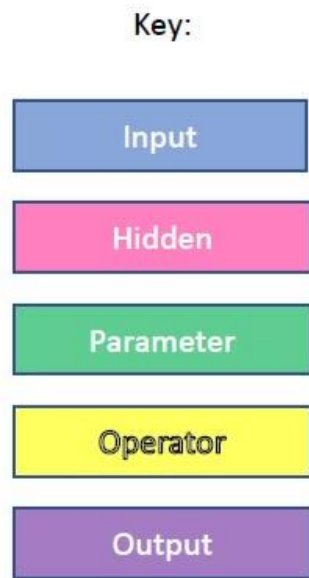 Key:
Input
Hidden
Parameter
Operator
Output